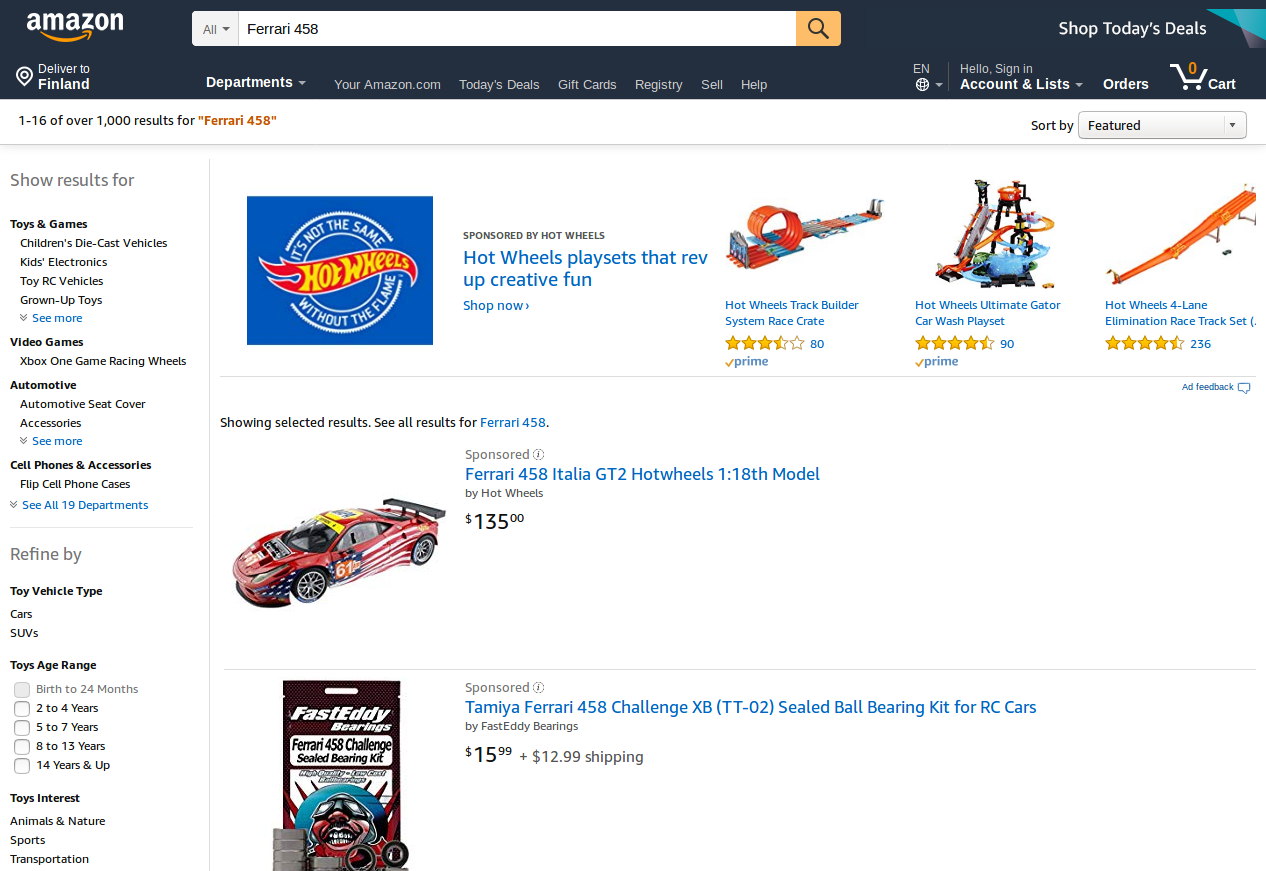 amazon
All
Ferrari 458
Shop Today's Deals
Deliver to
Finland
Departments
Your Amazon.com
Today's Deals
Gift Cards
Registry
Sell
Help
EN
Hello, Sign in
Account & Lists
Orders
0
Cart
1-16 of over 1,000 results for "Ferrari 458"
Sort by
Featured
Show results for
Toys & Games
Children's Die-Cast Vehicles
Kids' Electronics
Toy RC Vehicles
Grown-Up Toys
See more
Video Games
Xbox One Game Racing Wheels
Automotive
Automotive Seat Cover
Accessories
See more
Cell Phones & Accessories
Flip Cell Phone Cases
See All 19 Departments
Refine by
Toy Vehicle Type
Cars
SUVs
Toys Age Range
Birth to 24 Months
2 to 4 Years
5 to 7 Years
8 to 13 Years
14 Years & Up
Toys Interest
Animals & Nature
Sports
Transportation
IT'S NOT THE SAME
HOT WHEELS
WITHOUT THE FLAME
SPONSORED BY HOT WHEELS
Hot Wheels playsets that rev
up creative fun
Shop now ›
Hot Wheels Track Builder
System Race Crate
80
prime
Hot Wheels Ultimate Gator
Car Wash Playset
90
prime
Hot Wheels 4-Lane
Elimination Race Track Set (.
236
Ad feedback
Showing selected results. See all results for Ferrari 458.
61
Sponsored
Ferrari 458 Italia GT2 Hotwheels 1:18th Model
by Hot Wheels
$135 00
FastEddy
Bearings
Ferrari 458 Challenge
Sealed Bearing Kit
High Quality - Low Cost
Ballbearings
Sponsored
Tamiya Ferrari 458 Challenge XB (TT-02) Sealed Ball Bearing Kit for RC Cars
by FastEddy Bearings
$15 99 + $12.99 shipping